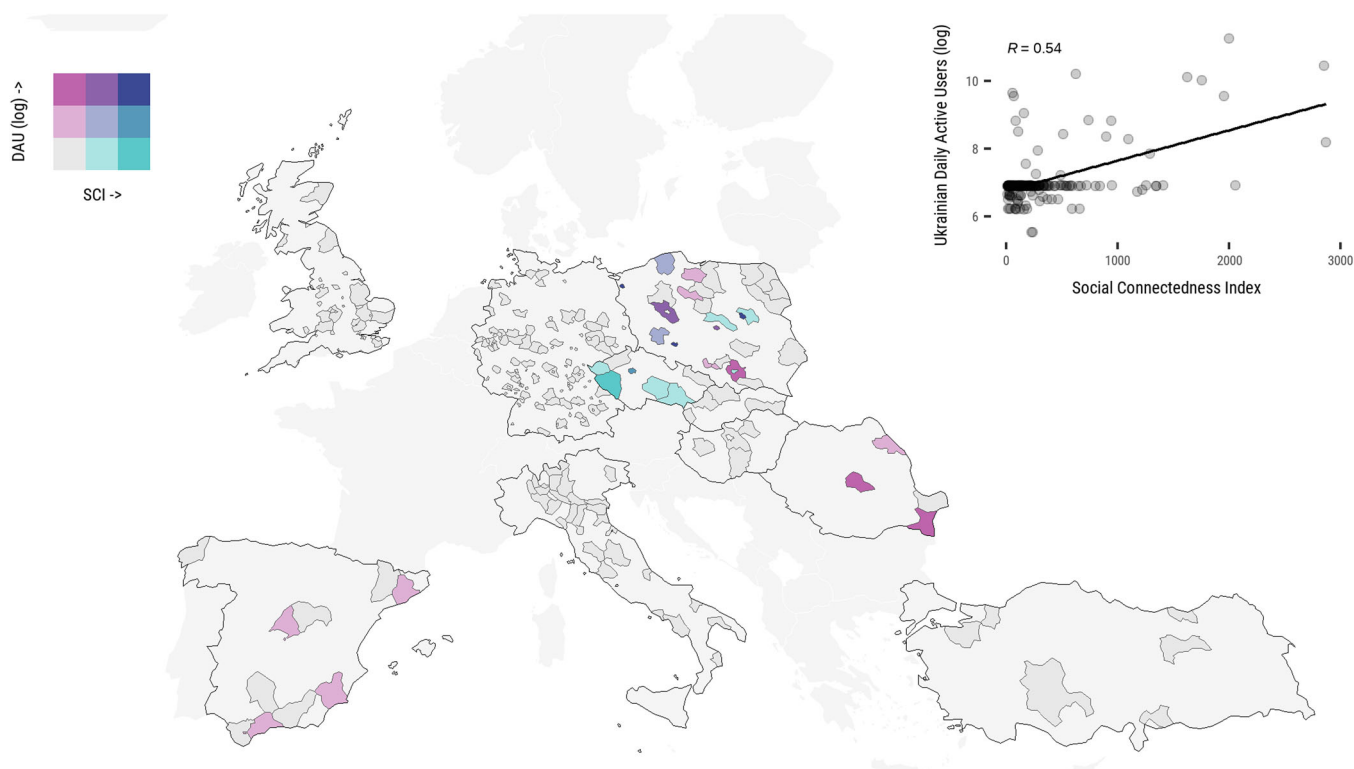 DAU (log) ->
SCI ->
R = 0.54
Ukrainian Daily Active Users (log)
10
8
6
0
1000
2000
3000
Social Connectedness Index